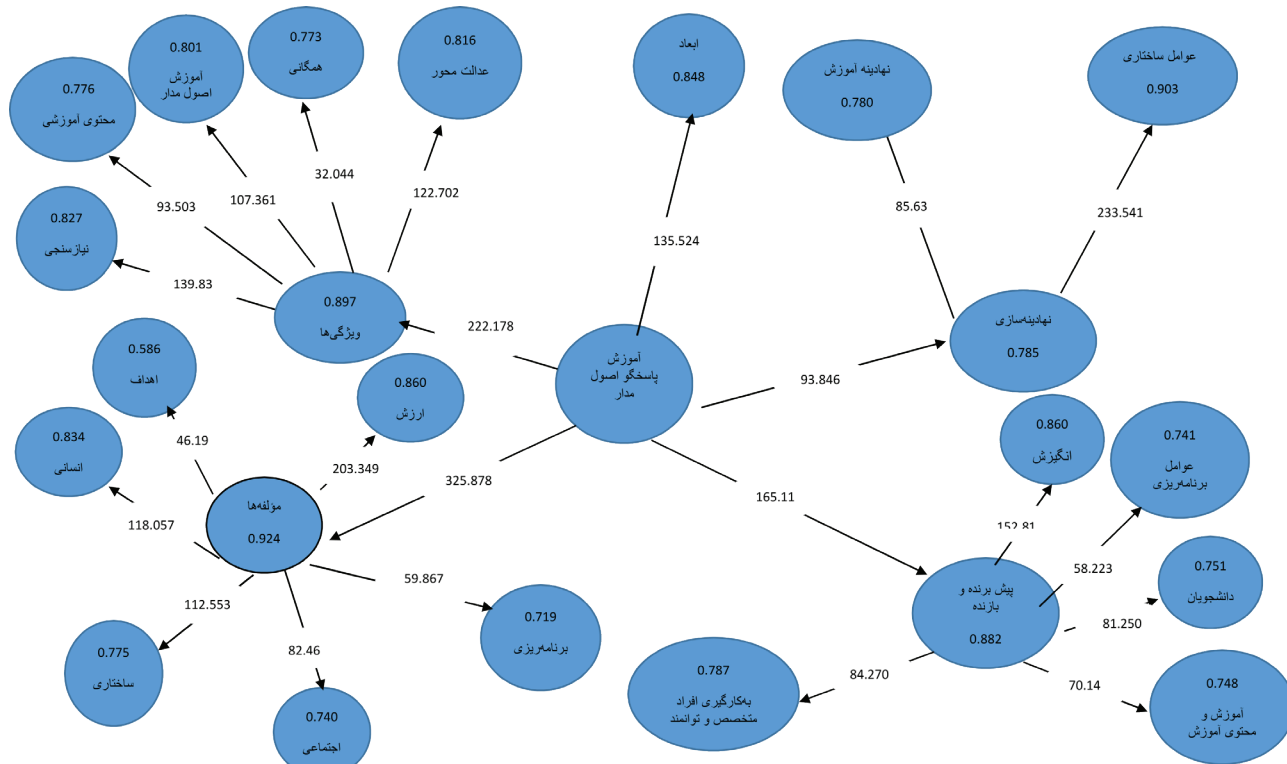 0.801
آموزش
اصول مدار
0.773
همگانی
0.816
عدالت محور
ابعاد
0.848
نهادینه آموزش
0.780
عوامل ساختاری
0.903
0.776
محتوی آموزشی
93.503
107.361
32.044
122.702
135.524
85.63
233.541
0.827
نیازسنجی
139.83
0.897
ویژگی‌ها
222.178
آموزش
پاسخگو اصول
مدار
93.846
نهادینه‌سازی
0.785
0.586
اهداف
0.860
ارزش
46.19
203.349
325.878
165.11
0.860
انگیزش
0.741
عوامل
برنامه‌ریزی
0.834
انسانی
118.057
مؤلفه‌ها
0.924
59.867
152.81
58.223
0.751
دانشجویان
81.250
پیش برنده و
بازنده
0.882
112.553
82.46
0.719
برنامه‌ریزی
84.270
70.14
0.775
ساختاری
0.740
اجتماعی
0.787
به‌کارگیری افراد
متخصص و توانمند
0.748
آموزش و
محتوی آموزش